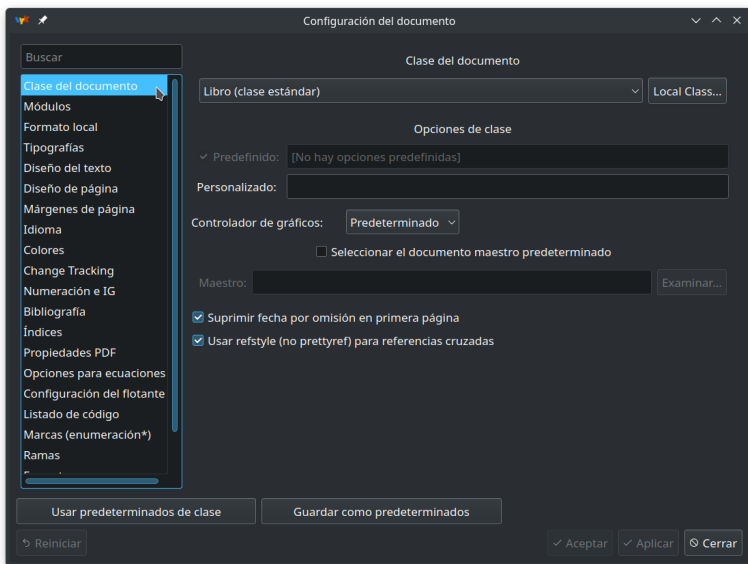 Configuración del documento
Buscar
Clase del documento
Módulos
Formato local
Tipografías
Diseño del texto
Diseño de página
Márgenes de página
Idioma
Colores
Change Tracking
Numeración e IG
Bibliografía
Índices
Propiedades PDF
Opciones para ecuaciones
Configuración del flotante
Listado de código
Marcas (enumeración*)
Ramas
Clase del documento
Libro (clase estándar)
Local Class...
Opciones de clase
Predefinido: [No hay opciones predefinidas]
Personalizado:
Controlador de gráficos: Predeterminado
Seleccionar el documento maestro predeterminado
Maestro: Examinar...
Suprimir fecha por omisión en primera página
Usar refstyle (no prettyref) para referencias cruzadas
Usar predeterminados de clase
Guardar como predeterminados
Reiniciar
Aceptar
Aplicar
Cerrar